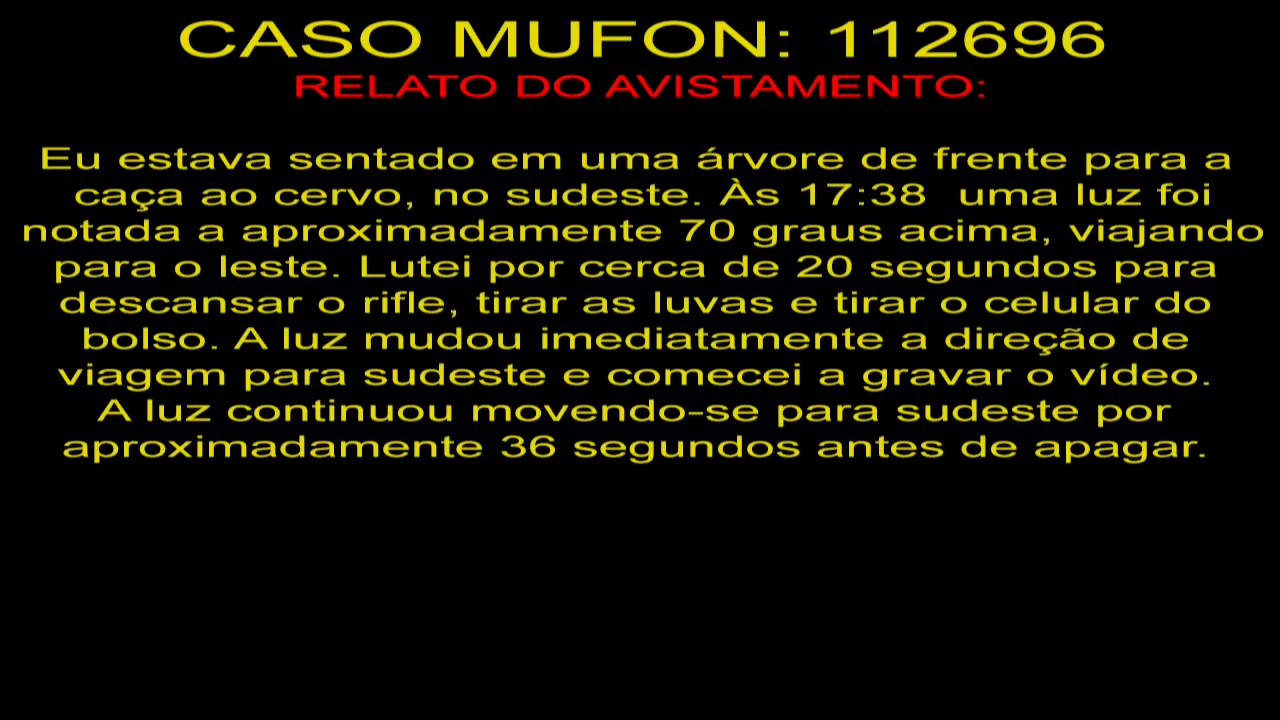 CASO MUFON: 112696
RELATO DO AVISTAMENTO:
Eu estava sentado em uma árvore de frente para a
caça ao cervo, no sudeste. Às 17:38 uma luz foi
notada a aproximadamente 70 graus acima, viajando
para o leste. Lutei por cerca de 20 segundos para
descansar o rifle, tirar as luvas e tirar o celular do
bolso. A luz mudou imediatamente a direção de
viagem para sudeste e comecei a gravar o vídeo.
A luz continuou movendo-se para sudeste por
aproximadamente 36 segundos antes de apagar.